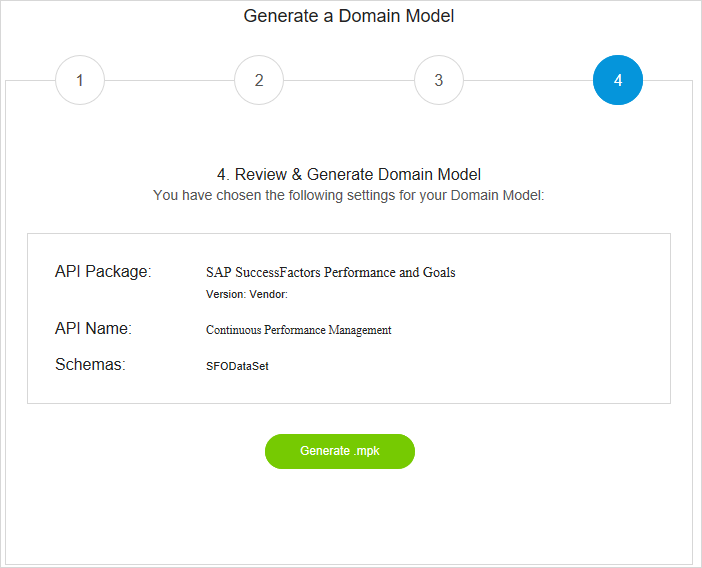 Generate a Domain Model
1 2 3 4
4. Review & Generate Domain Model
You have chosen the following settings for your Domain Model:
API Package: SAP SuccessFactors Performance and Goals
Version: Vendor:
API Name: Continuous Performance Management
Schemas: SFODataSet
Generate .mpk